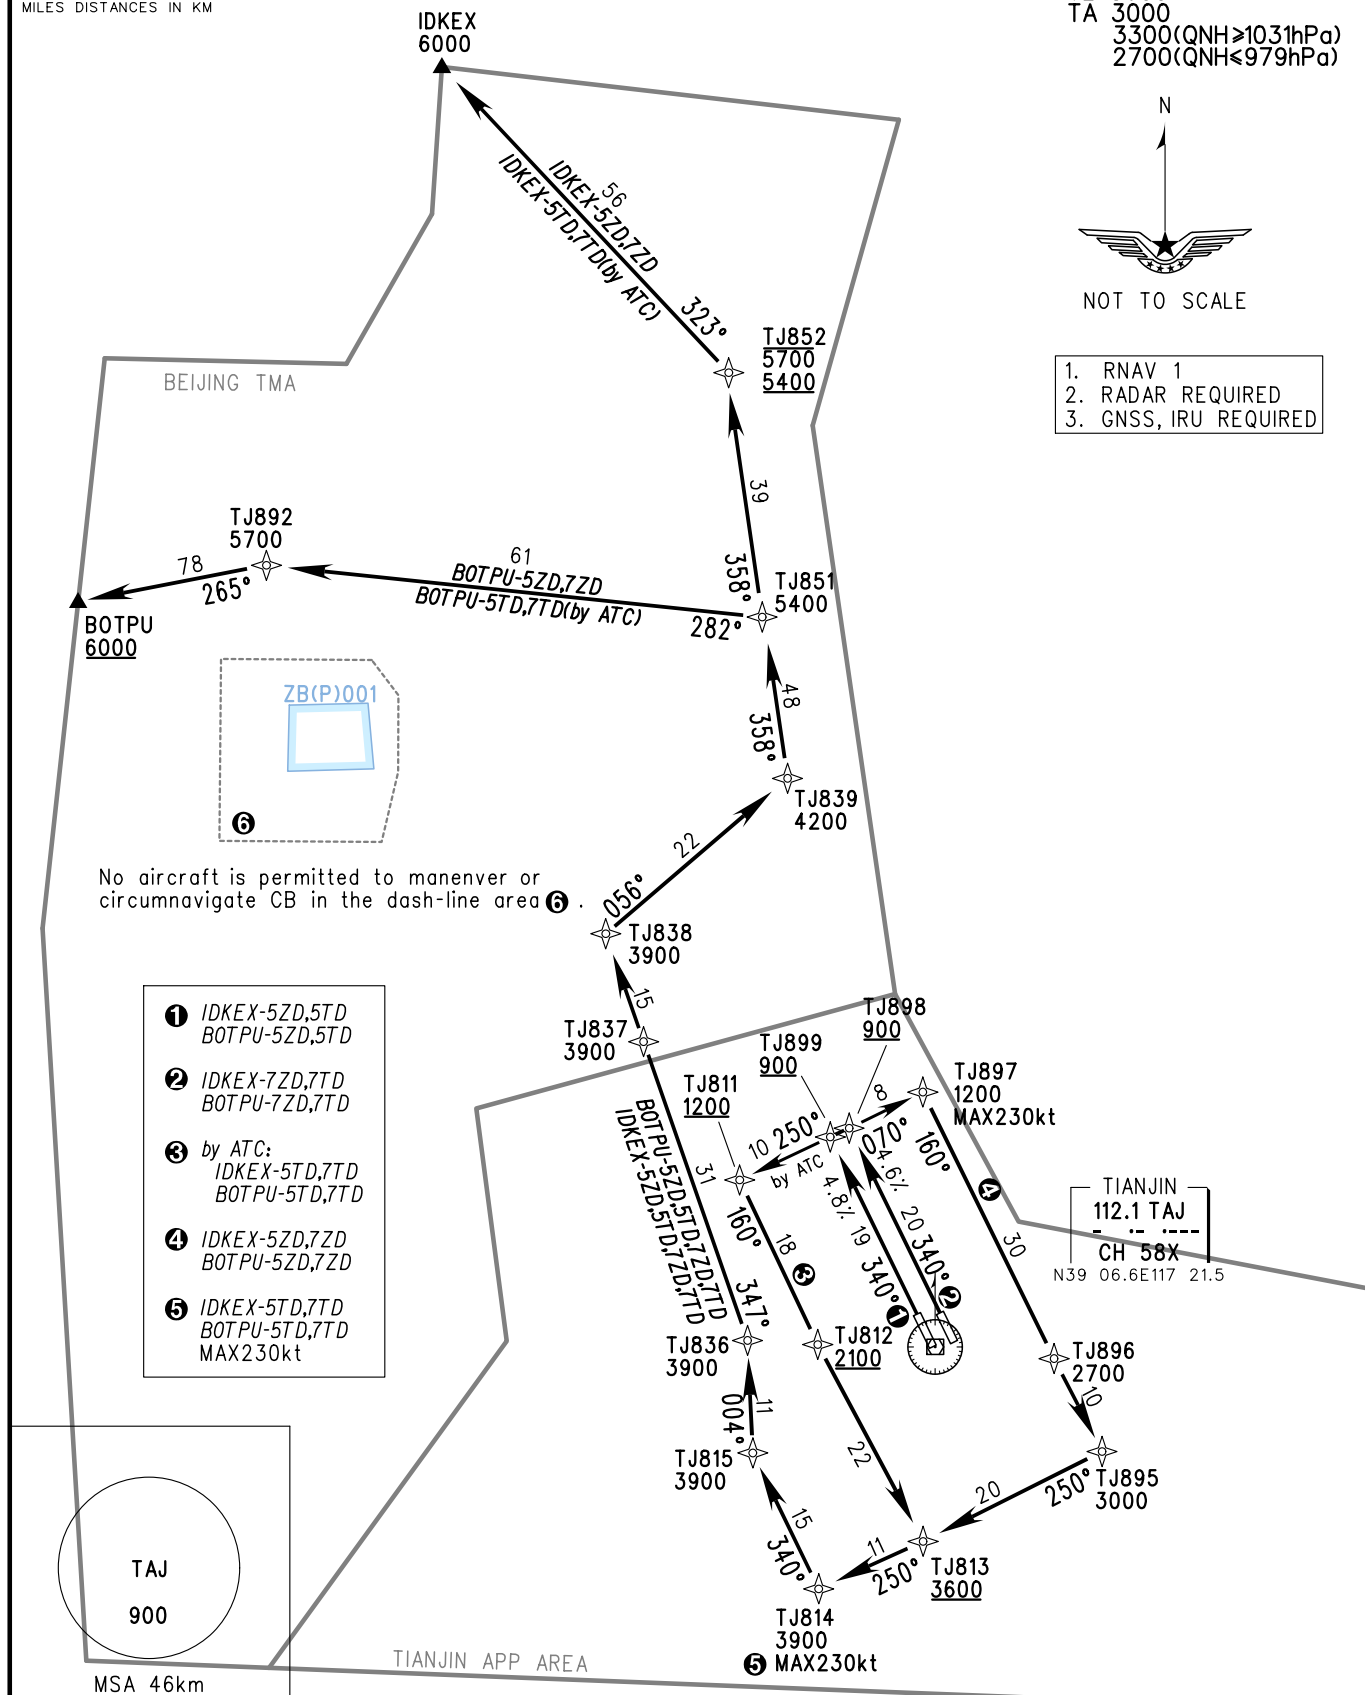 MILES DISTANCES IN KM
TA 3000
3300(QNH≥1031hPa)
2700(QNH≤979hPa)
IDKEX
6000
N
NOT TO SCALE
1. RNAV 1
2. RADAR REQUIRED
3. GNSS, IRU REQUIRED
56
IDKEX-5ZD,7ZD
IDKEX-5TD,7TD(by ATC)
323°
TJ852
5700
5400
BEIJING TMA
39
358°
TJ892
5700
78
265°
61
BOTPU-5ZD,7ZD
BOTPU-5TD,7TD(by ATC)
282°
TJ851
5400
BOTPU
6000
ZB(P)001
6
48
358°
TJ839
4200
22
056°
No aircraft is permitted to manenver or
circumnavigate CB in the dash-line area 6 .
TJ838
3900
15
TJ837
3900
1 IDKEX-5ZD,5TD
BOTPU-5ZD,5TD
2 IDKEX-7ZD,7TD
BOTPU-7ZD,7TD
3 by ATC:
IDKEX-5TD,7TD
BOTPU-5TD,7TD
4 IDKEX-5ZD,7ZD
BOTPU-5ZD,7ZD
5 IDKEX-5TD,7TD
BOTPU-5TD,7TD
MAX230kt
TJ898
900
TJ899
900
TJ897
1200
MAX230kt
TJ811
1200
8
070°
10 250°
by ATC
160°
4
30
31
BOTPU-5ZD,5TD,7ZD,7TD
IDKEX-5ZD,5TD,7ZD,7TD
347°
160°
18
3
4.8% 19 340°
1
4.6% 20 340°
2
TIANJIN
112.1 TAJ
CH 58X
N39 06.6E117 21.5
TJ836
3900
TJ812
2100
TJ896
2700
10
11
004°
TJ815
3900
22
TJ895
3000
20
250°
15
340°
11
250°
TJ813
3600
TJ814
3900
5 MAX230kt
TAJ
900
MSA 46km
TIANJIN APP AREA